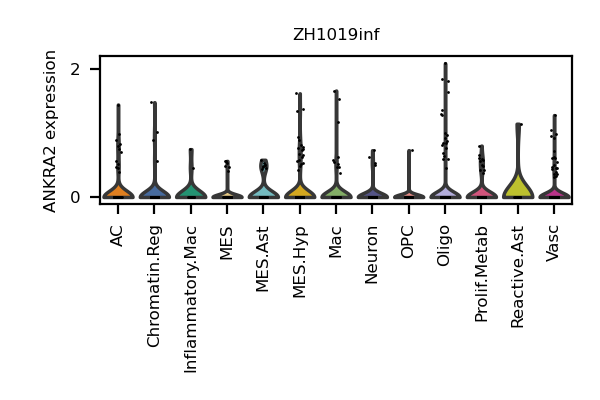 ZH1019inf
ANKRA2 expression
2
0
AC
Chromatin.Reg
Inflammatory.Mac
MES
MES.Ast
MES.Hyp
Mac
Neuron
OPC
Oligo
Prolif.Metab
Reactive.Ast
Vasc